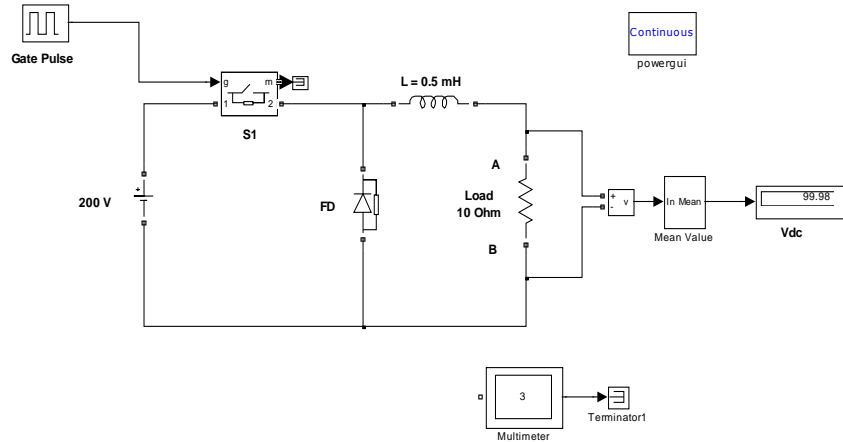 Continuous
powergui
Gate Pulse
g
m
1
2
S1
L = 0.5 mH
200 V
+
FD
A
Load
10 Ohm
B
+
-
v
In Mean
Mean Value
99.98
Vdc
3
Multimeter
Terminator1